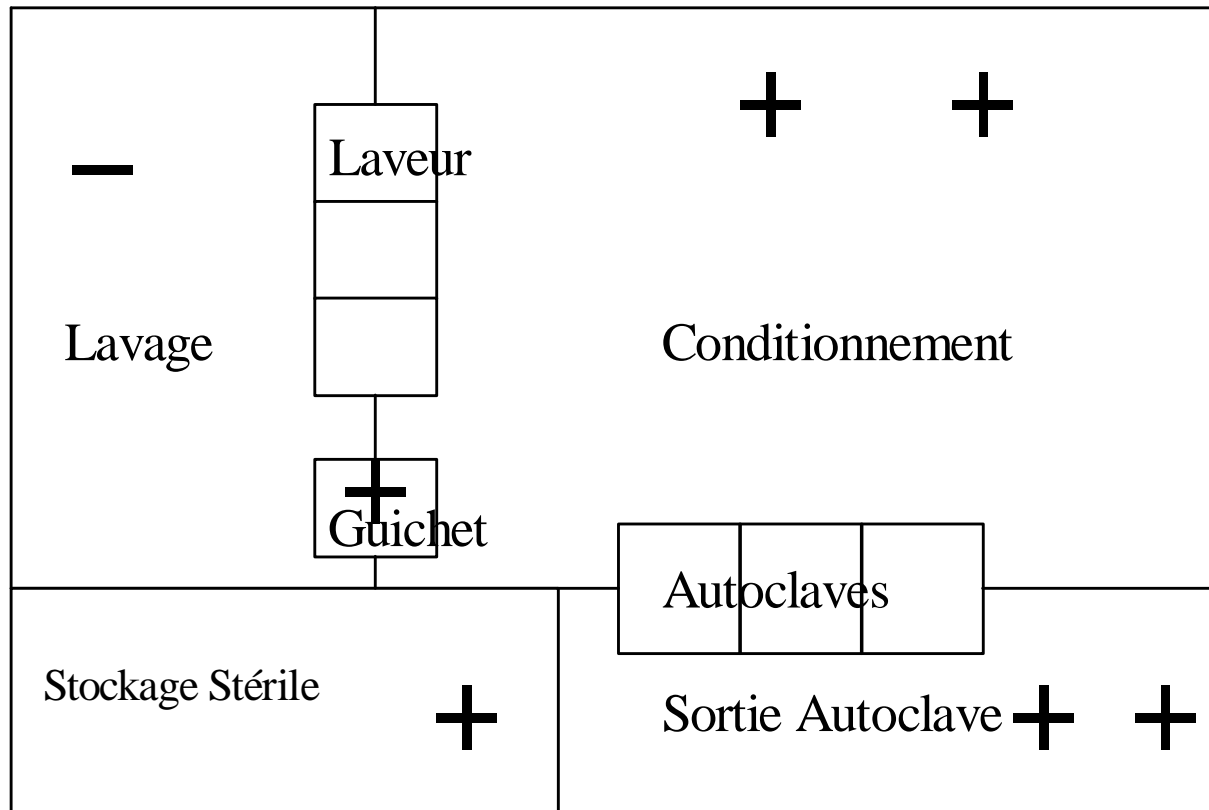 Laveur
Lavage
Conditionnement
Guichet
Autoclaves
Stockage Stérile
Sortie Autoclave